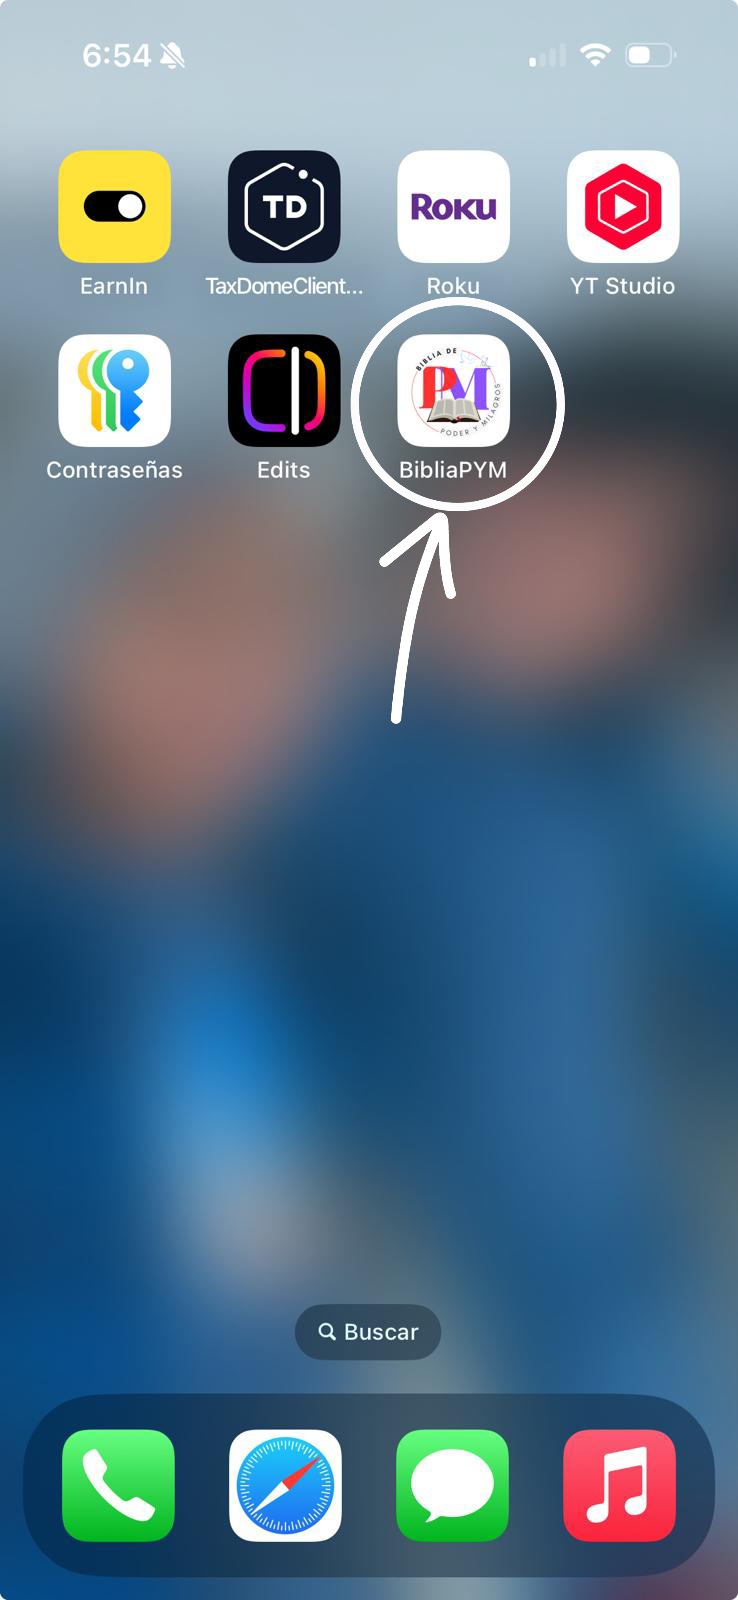 6:54
TD
Roku
EarnIn
TaxDomeClient...
Roku
YT Studio
BIBLIA DE
PM
PODER Y MILAGROS
Contraseñas
Edits
BibliaPYM
Buscar